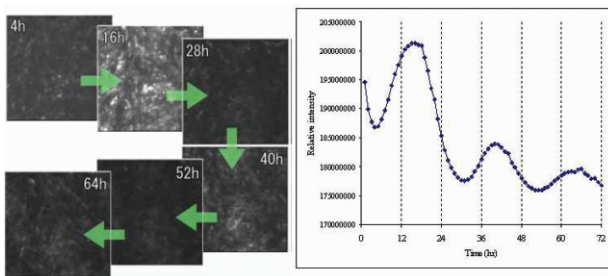 4h
16h
28h
40h
52h
64h
Relative intensity
205000000
200000000
195000000
190000000
185000000
180000000
175000000
170000000
0
12
24
36
48
60
72
Time (hr)